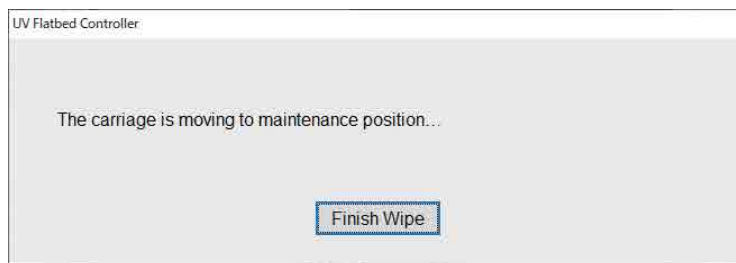 UV Flatbed Controller
The carriage is moving to maintenance position...
Finish Wipe